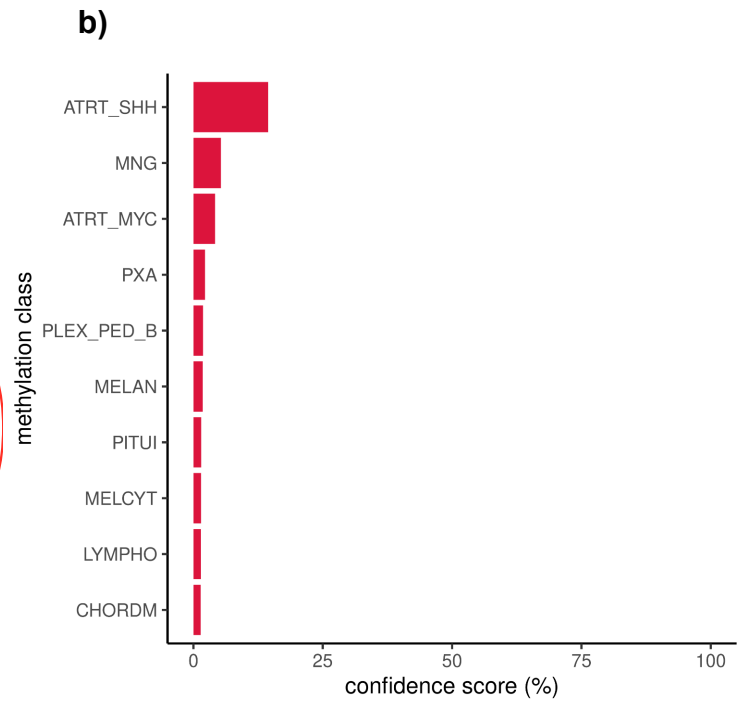 b)
ATRT_SHH
MNG
ATRT_MYC
PXA
PLEX_PED_B
MELAN
PITUI
MELCYT
LYMPHO
CHORDM
methylation class
0 25 50 75 100
confidence score (%)